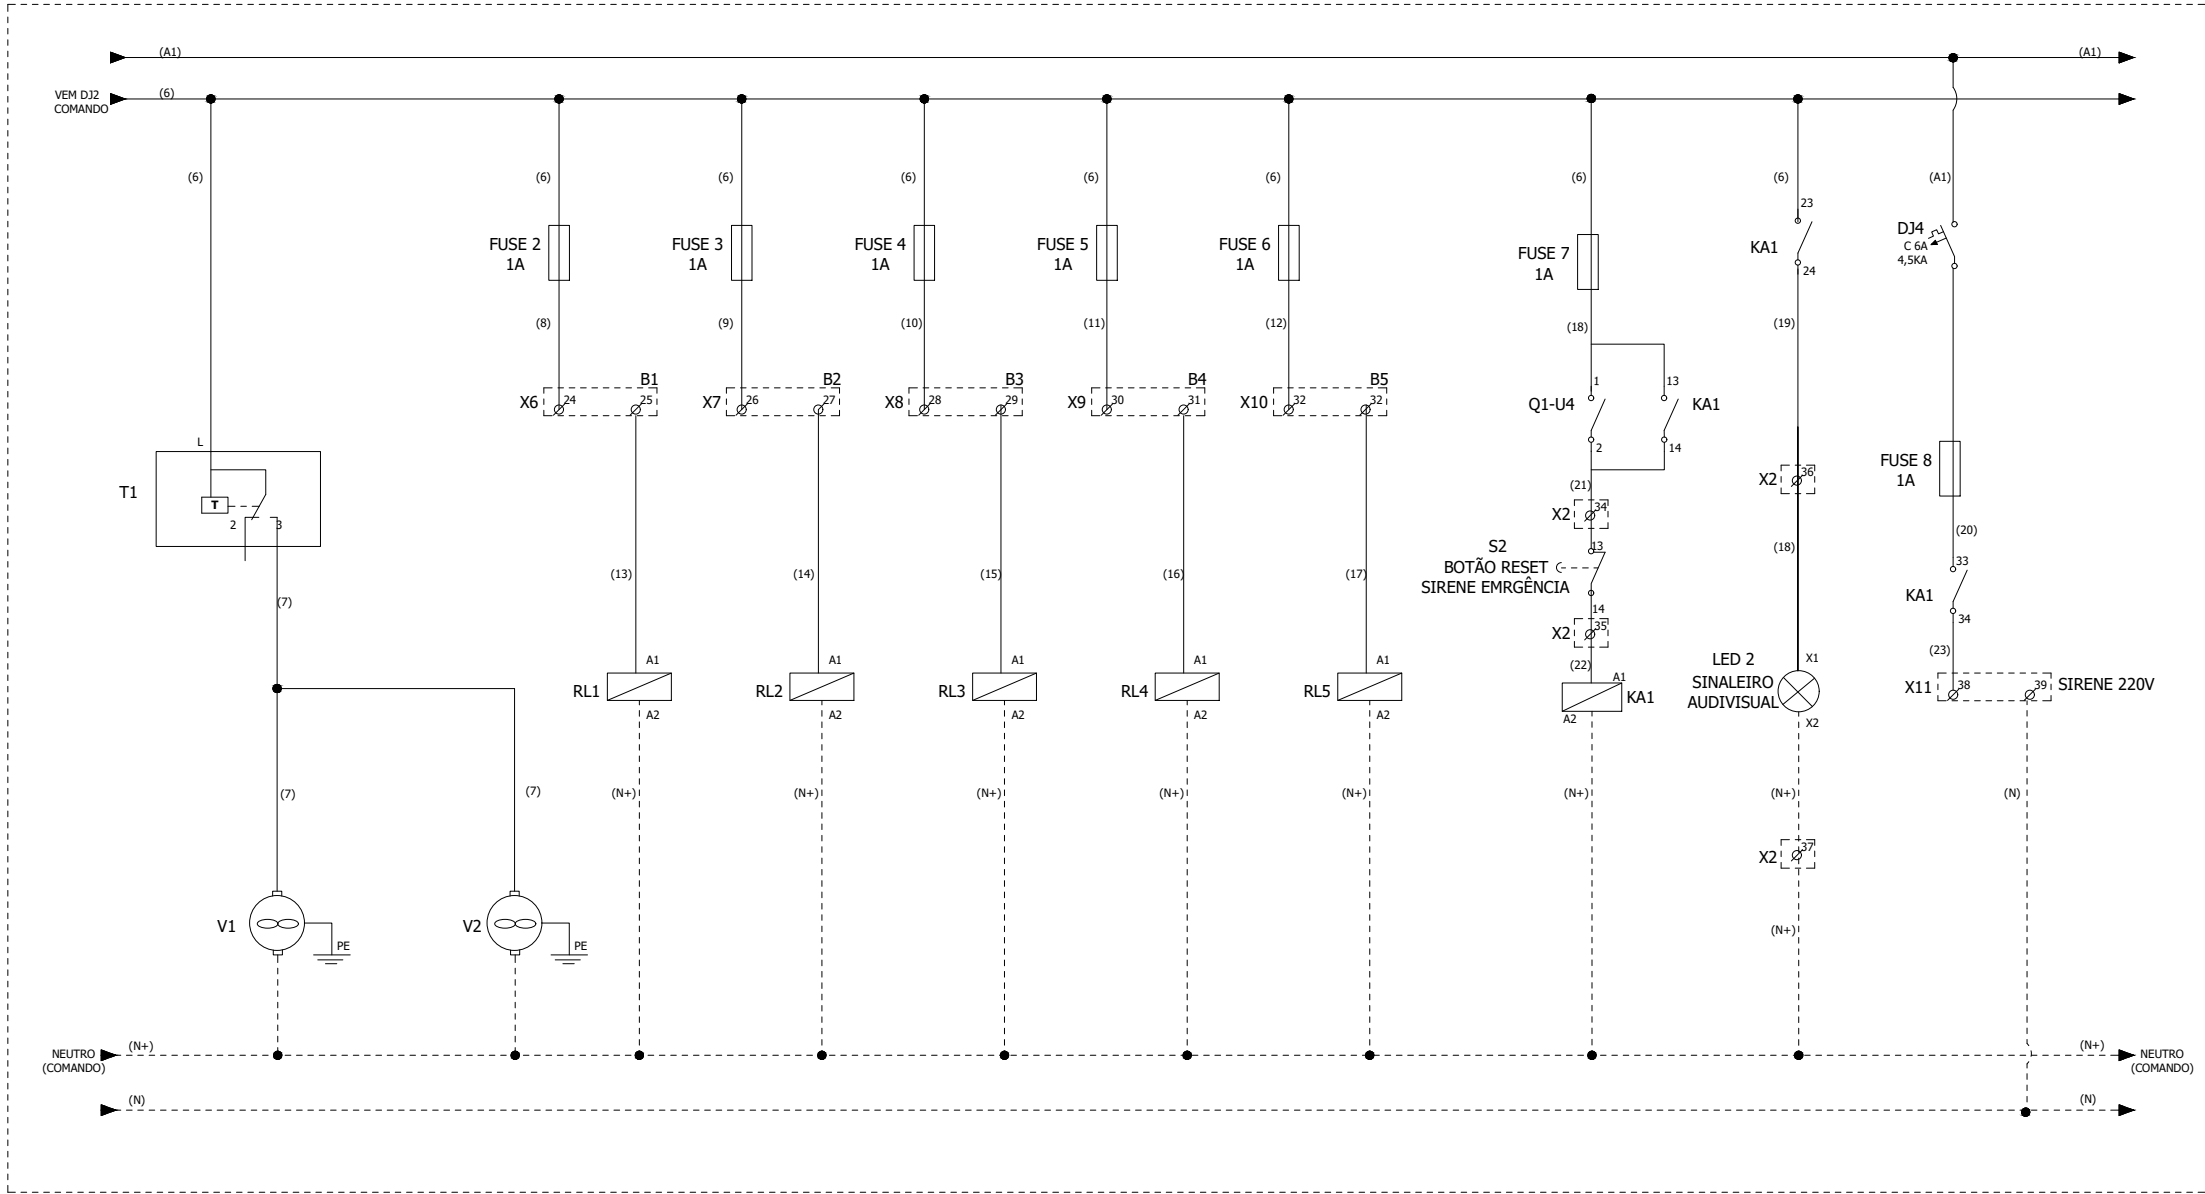 (A1)
(A1)
VEM DJ2
COMANDO
(6)
(6)
(6)
(6)
(6)
(6)
(6)
(6)
(6)
(A1)
23
KA1
24
DJ4
C 6A
4,5KA
FUSE 2
1A
FUSE 3
1A
FUSE 4
1A
FUSE 5
1A
FUSE 6
1A
FUSE 7
1A
(8)
(9)
(10)
(11)
(12)
(18)
(19)
X6
24
25
B1
X7
26
27
B2
X8
28
29
B3
X9
30
31
B4
X10
32
32
B5
1
Q1-U4
2
13
KA1
14
L
T1
T
2
3
FUSE 8
1A
X2
36
(21)
X2
34
S2
BOTÃO RESET
SIRENE EMRGÊNCIA
13
14
X2
35
(22)
(18)
(20)
33
KA1
34
(23)
(7)
(13)
(14)
(15)
(16)
(17)
RL1
A1
A2
RL2
A1
A2
RL3
A1
A2
RL4
A1
A2
RL5
A1
A2
A1
KA1
A2
LED 2
SINALEIRO
AUDIVISUAL
X1
X2
X11
38
39
SIRENE 220V
(7)
(7)
(N+)
(N+)
(N+)
(N+)
(N+)
(N+)
(N+)
(N)
X2
37
V1
PE
V2
PE
(N+)
NEUTRO
(COMANDO)
(N+)
(N+)
NEUTRO
(COMANDO)
(N)
(N)